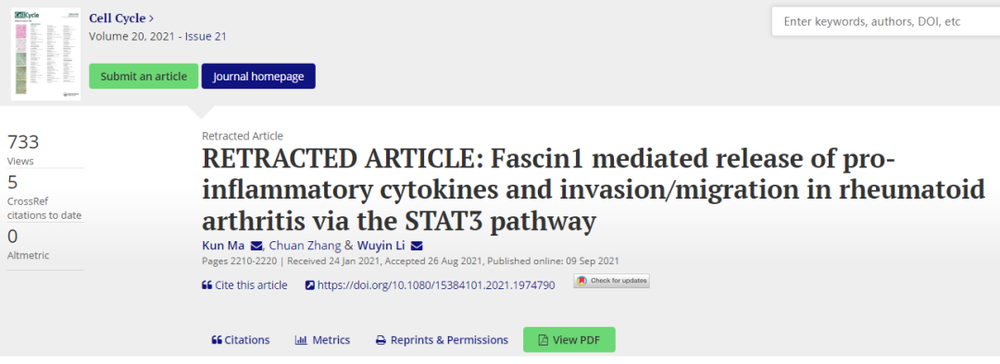 Cell Cycle >
Volume 20, 2021 - Issue 21
Enter keywords, authors, DOI, etc
Submit an article
Journal homepage
733
Views
5
CrossRef
citations to date
0
Altmetric
Retracted Article
RETRACTED ARTICLE: Fascin1 mediated release of pro-
inflammatory cytokines and invasion/migration in rheumatoid
arthritis via the STAT3 pathway
Kun Ma, Chuan Zhang & Wuyin Li
Pages 2210-2220 | Received 24 Jan 2021, Accepted 26 Aug 2021, Published online: 09 Sep 2021
Cite this article https://doi.org/10.1080/15384101.2021.1974790 Check for updates
Citations Metrics Reprints & Permissions View PDF